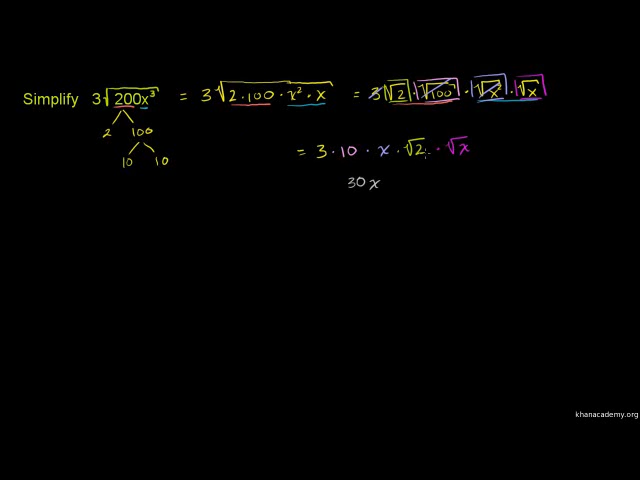 Simplify 3√200x³ = 3√2·100·x²·x = 3√2·√100·√x²·√x
2 100
10 10
= 3·10·x·√2·√x
30x
khanacademy.org